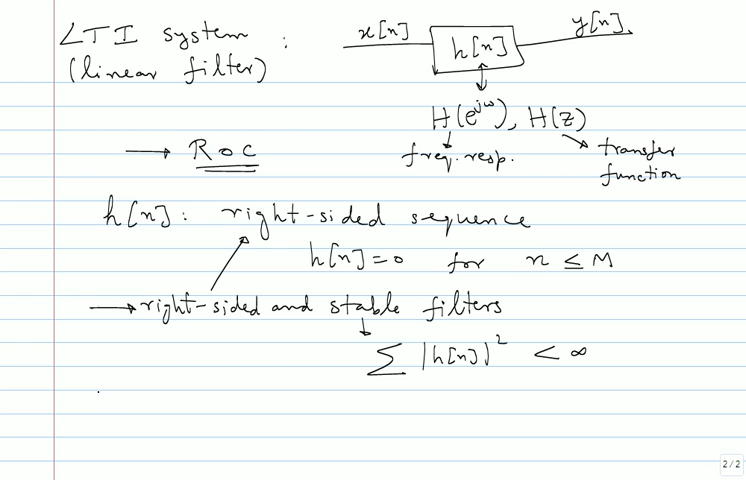 LTI system : x[n] h[n] y[n]
(linear filter)
H(e^jω), H(z)
→ RoC freq. resp. transfer function
h[n]: right-sided sequence
h[n]=0 for n ≤ M
→ right-sided and stable filters
∑ |h[n]|² < ∞
2/2